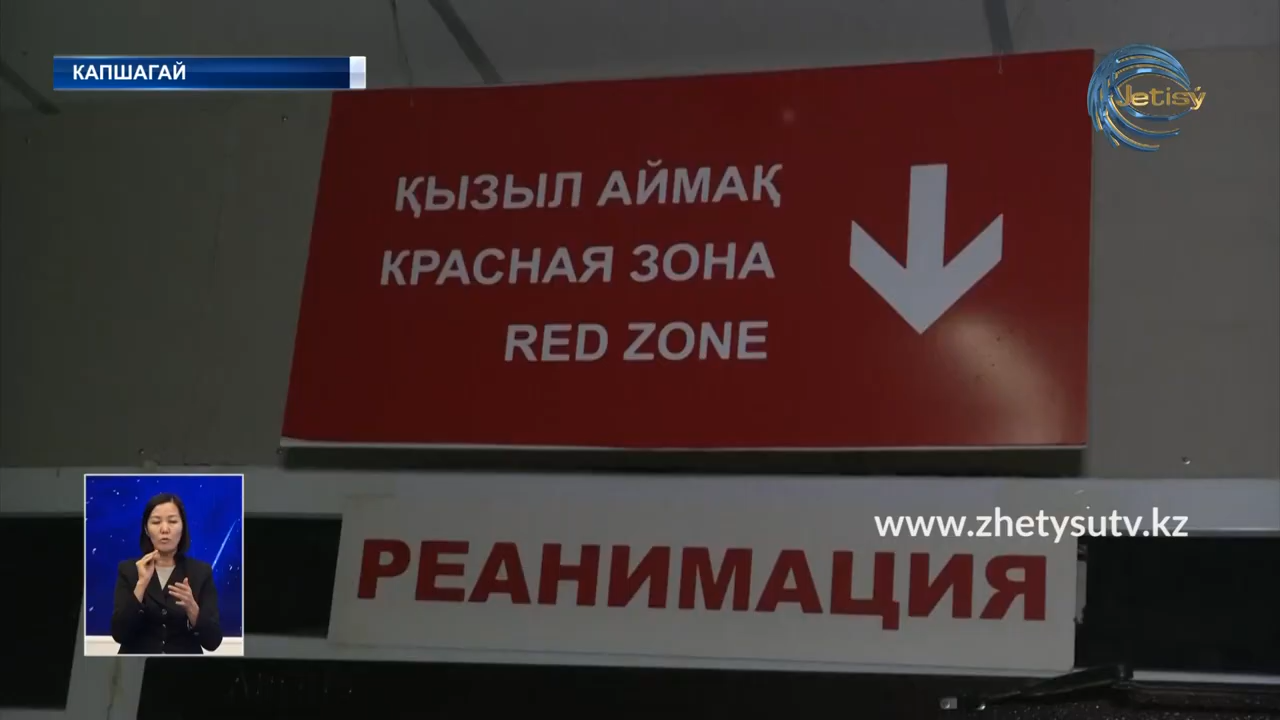 КАПШАГАЙ
Jetisý
ҚЫЗЫЛ АЙМАҚ
КРАСНАЯ ЗОНА
RED ZONE
www.zhetysutv.kz
РЕАНИМАЦИЯ